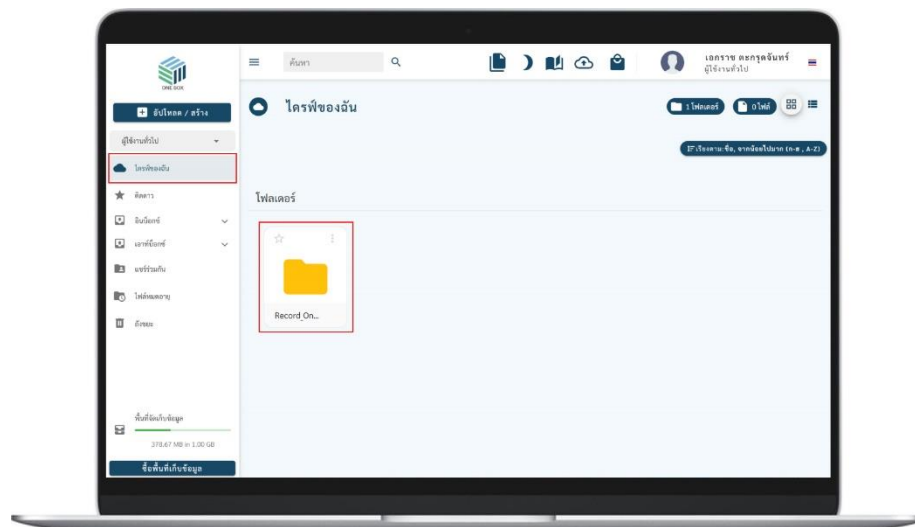 ONE BOX
ค้นหา
เอกราช ตะกรุดจันทร์
ผู้ใช้งานทั่วไป
อัปโหลด / สร้าง
ไดรฟ์ของฉัน
1 โฟลเดอร์
0 ไฟล์
ผู้ใช้งานทั่วไป
เรียงตาม: ชื่อ, จากน้อยไปมาก (ก-ฮ , A-Z)
ไดรฟ์ของฉัน
ติดดาว
โฟลเดอร์
อินบ็อกซ์
เอาท์บ็อกซ์
แชร์ร่วมกัน
ไฟล์หมดอายุ
Record_On...
ถังขยะ
พื้นที่จัดเก็บข้อมูล
378.67 MB in 1.00 GB
ซื้อพื้นที่เก็บข้อมูล